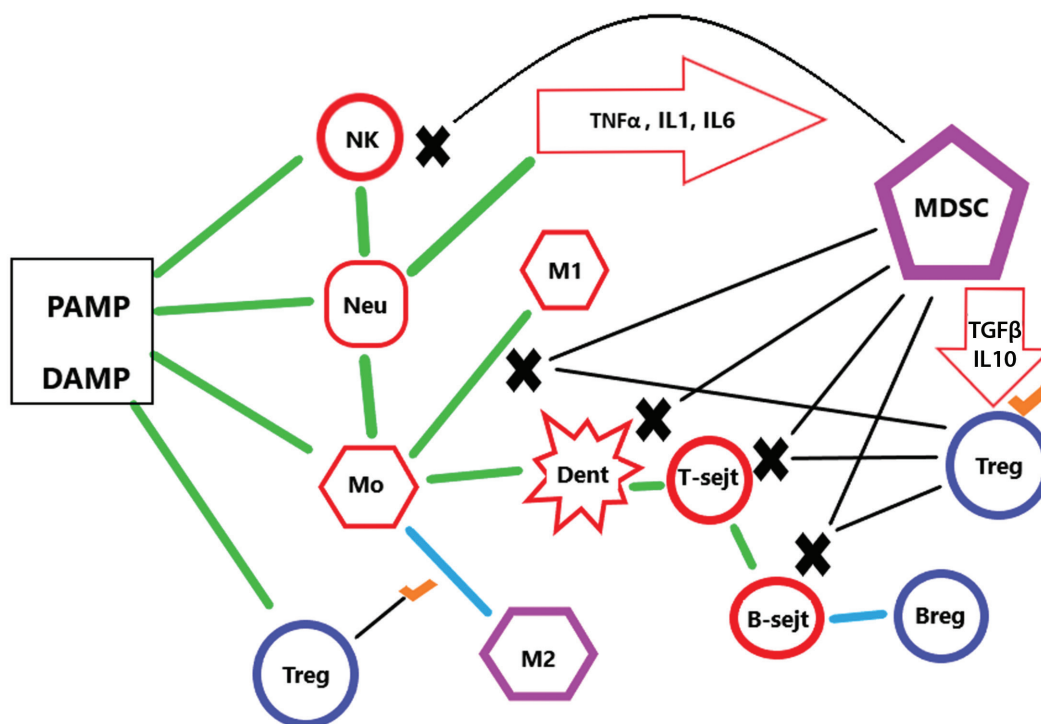 NK
TNFα, IL1, IL6
MDSC
M1
PAMP
DAMP
Neu
TGFβ
IL10
Mo
Dent
T-sejt
Treg
B-sejt
Breg
Treg
M2